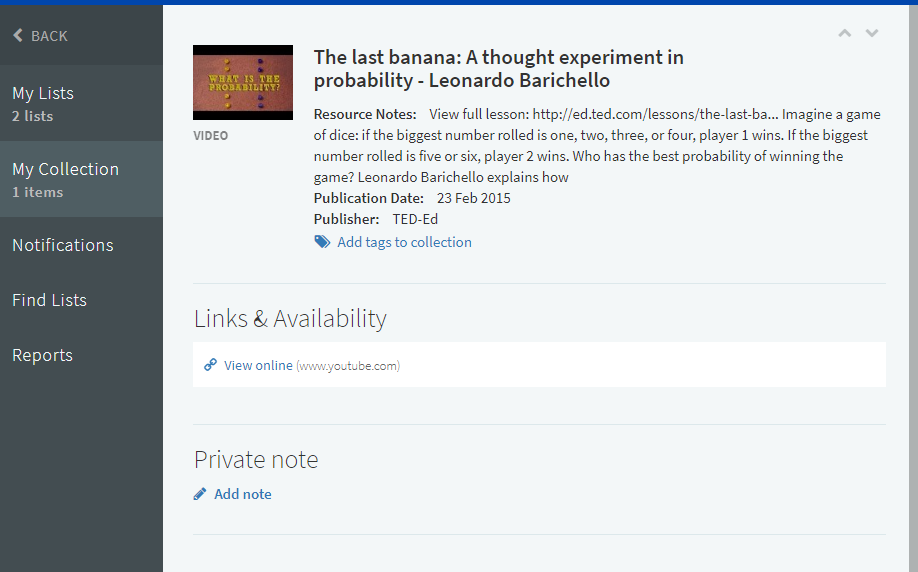 BACK
My Lists
2 lists
My Collection
1 items
Notifications
Find Lists
Reports
WHAT IS THE
PROBABILITY?
VIDEO
The last banana: A thought experiment in
probability - Leonardo Barichello
Resource Notes: View full lesson: http://ed.ted.com/lessons/the-last-ba... Imagine a game
of dice: if the biggest number rolled is one, two, three, or four, player 1 wins. If the biggest
number rolled is five or six, player 2 wins. Who has the best probability of winning the
game? Leonardo Barichello explains how
Publication Date: 23 Feb 2015
Publisher: TED-Ed
Add tags to collection
Links & Availability
View online (www.youtube.com)
Private note
Add note